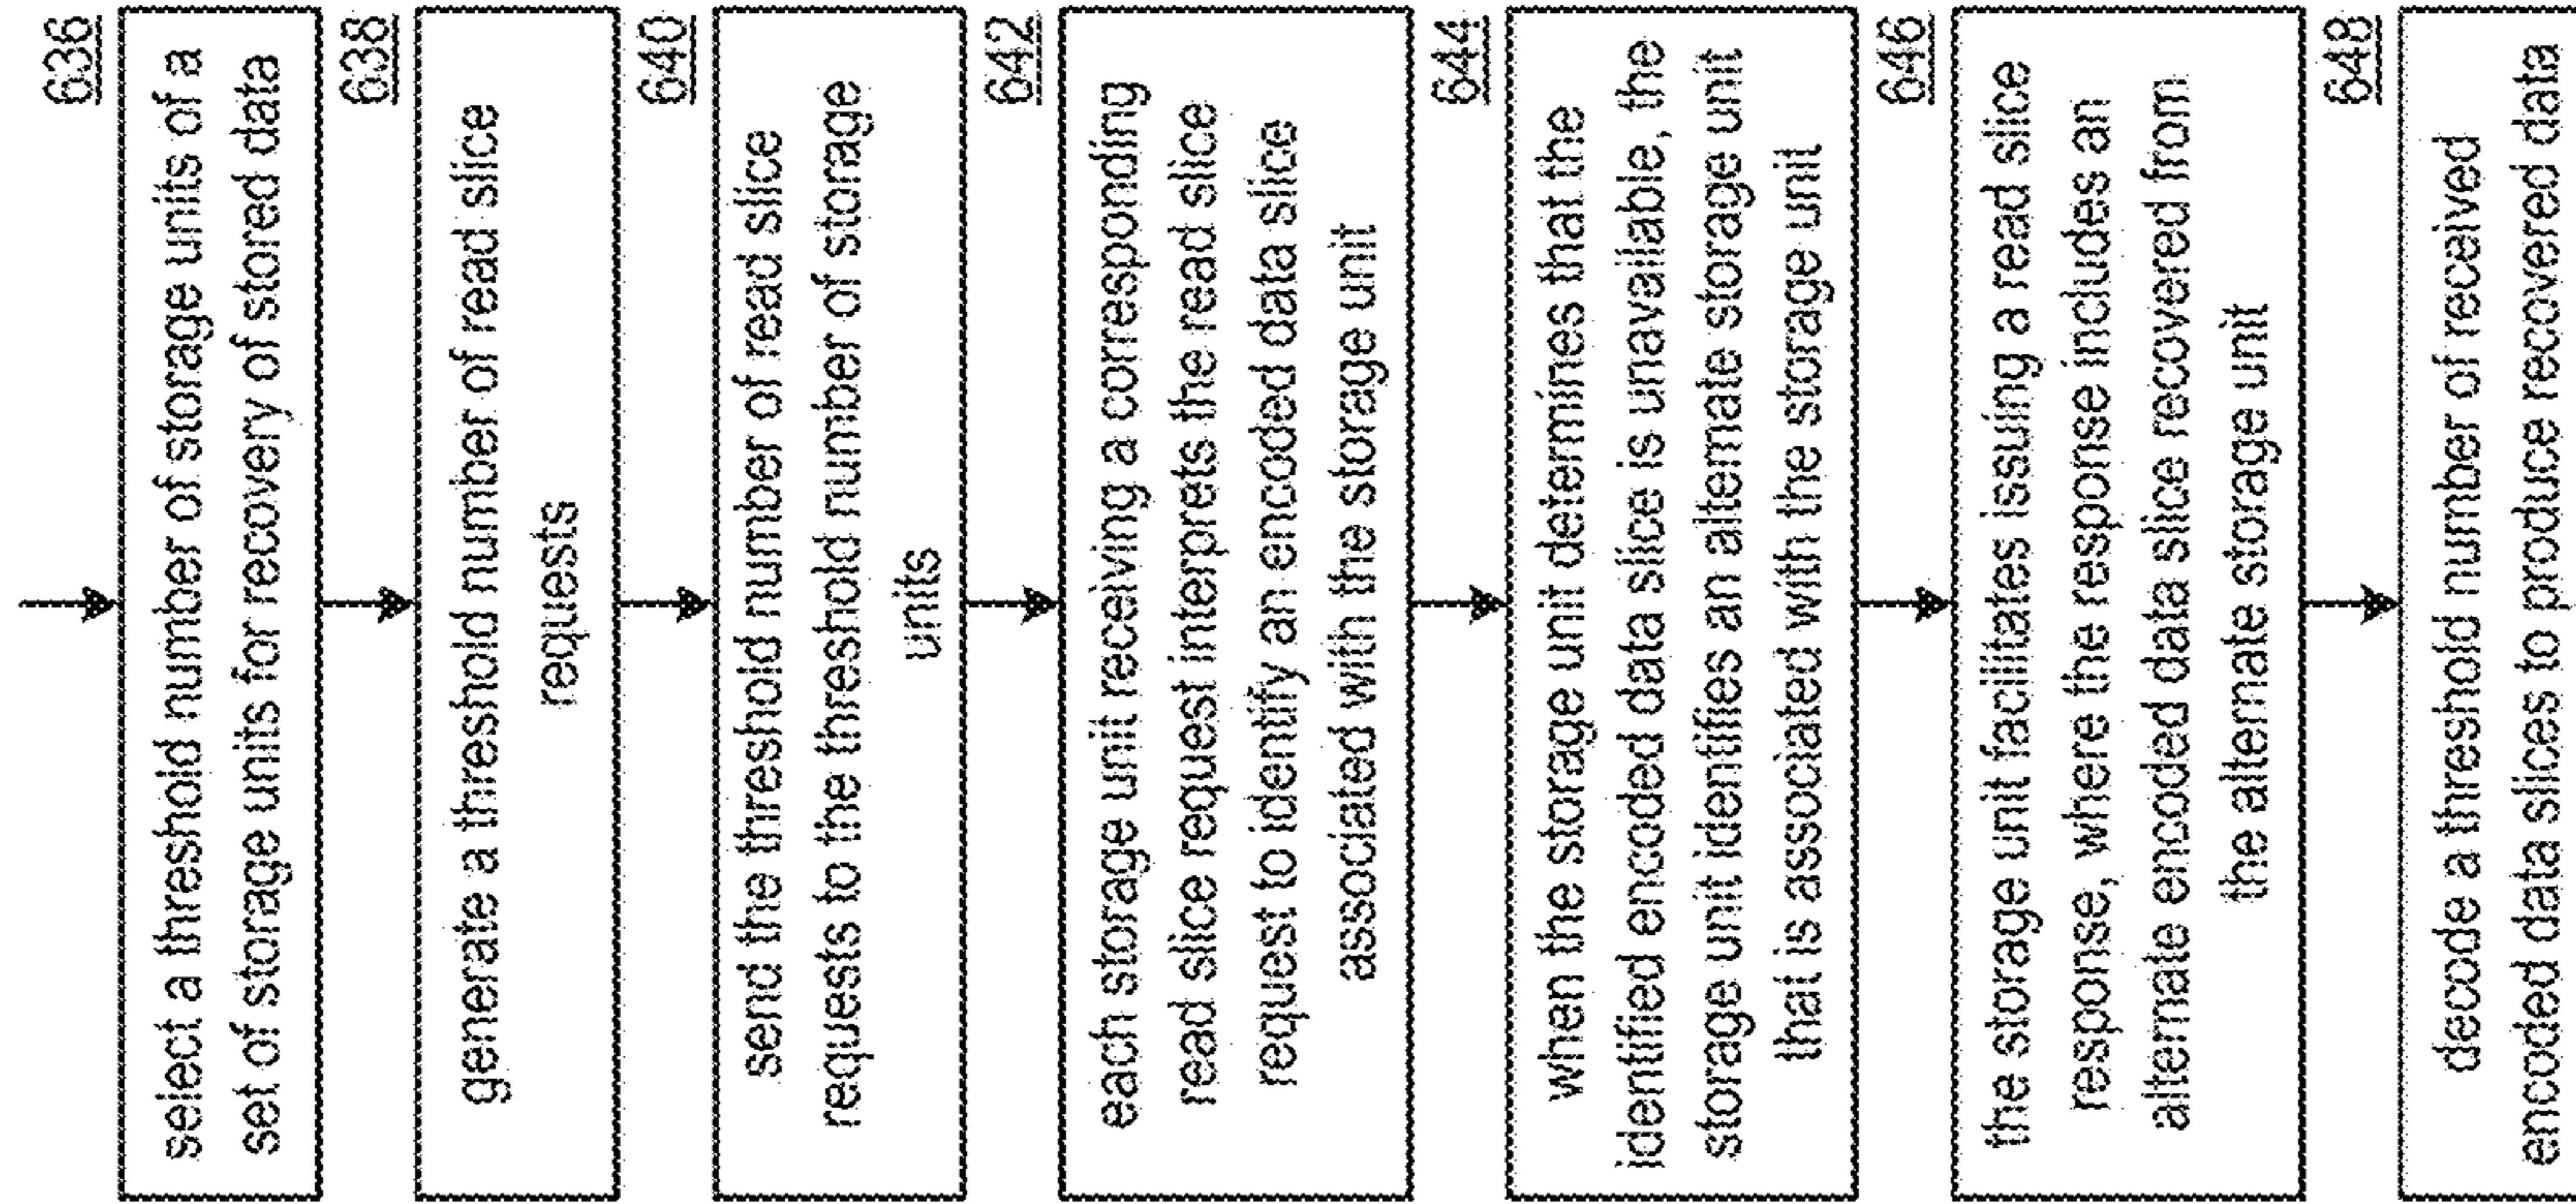 636
select a threshold number of storage units of a
set of storage units for recovery of stored data
638
generate a threshold number of read slice
requests
640
send the threshold number of read slice
requests to the threshold number of storage
units
642
each storage unit receiving a corresponding
read slice request interprets the read slice
request to identify an encoded data slice
associated with the storage unit
644
when the storage unit determines that the
identified encoded data slice is unavailable, the
storage unit identifies an alternate storage unit
that is associated with the storage unit
646
the storage unit facilitates issuing a read slice
response, where the response includes an
alternate encoded data slice recovered from
the alternate storage unit
648
decode a threshold number of received
encoded data slices to produce recovered data